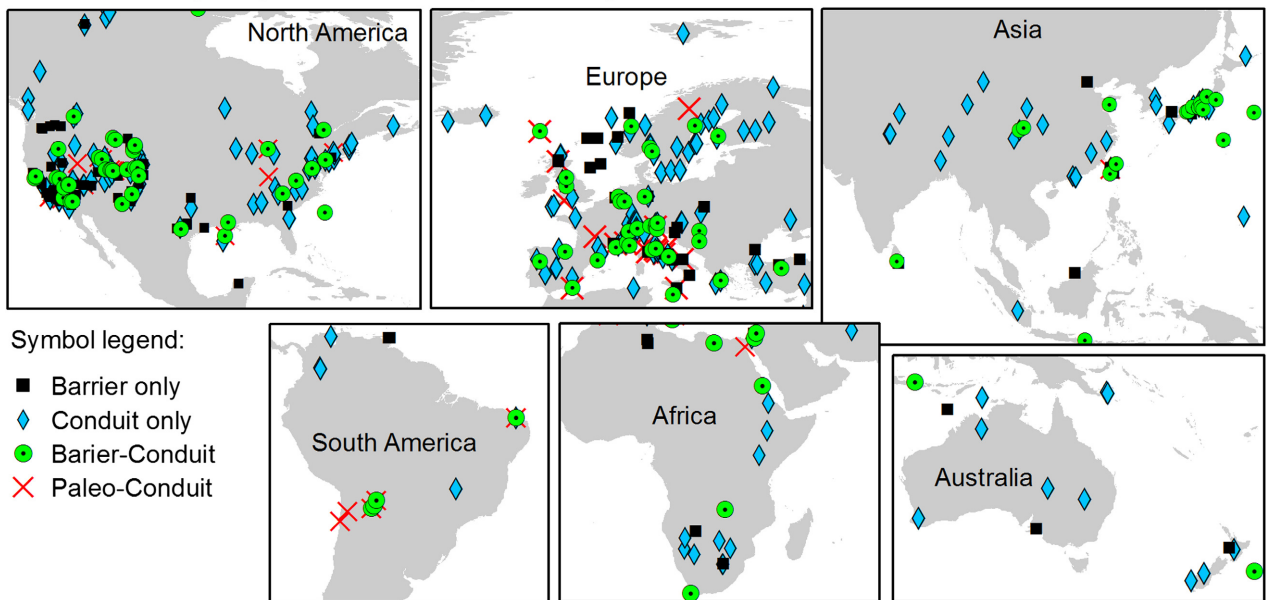 North America
Europe
Asia
Symbol legend:
Barrier only
Conduit only
Barier-Conduit
Paleo-Conduit
South America
Africa
Australia